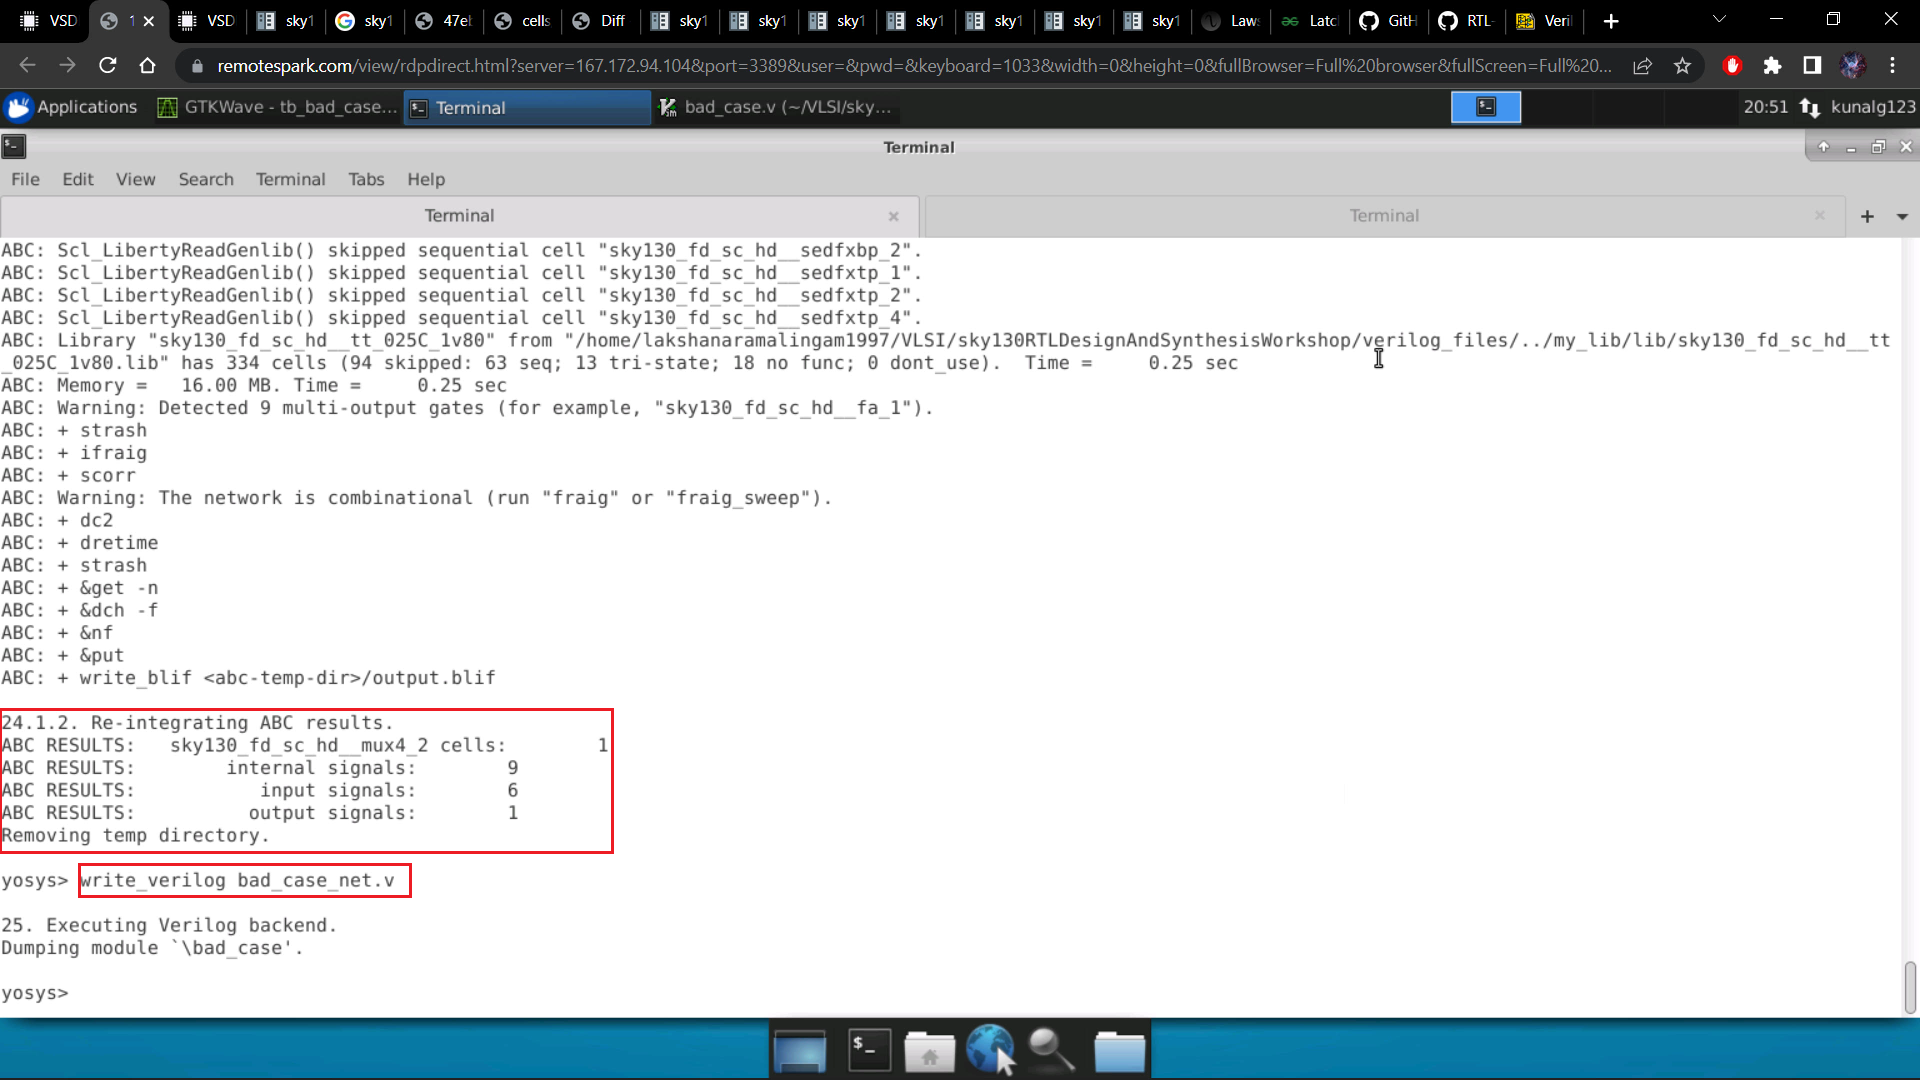 VSD
1
VSD
sky1
sky1
47eb
cells
Diff
sky1
sky1
sky1
sky1
sky1
sky1
sky1
Law
Latc
GitH
RTL-
Veril
remotespark.com/view/rdpdirect.html?server=167.172.94.104&port=3389&user=&pwd=&keyboard=1033&width=0&height=0&fullBrowser=Full%20browser&fullScreen=Full%20...
Applications
GTKWave - tb_bad_case...
Terminal
bad_case.v (~/VLSI/sky...
20:51
kunalg123
Terminal
File Edit View Search Terminal Tabs Help
Terminal
Terminal
ABC: Scl_LibertyReadGenlib() skipped sequential cell "sky130_fd_sc_hd__sedfxbp_2".
ABC: Scl_LibertyReadGenlib() skipped sequential cell "sky130_fd_sc_hd__sedfxtp_1".
ABC: Scl_LibertyReadGenlib() skipped sequential cell "sky130_fd_sc_hd__sedfxtp_2".
ABC: Scl_LibertyReadGenlib() skipped sequential cell "sky130_fd_sc_hd__sedfxtp_4".
ABC: Library "sky130_fd_sc_hd__tt_025C_1v80" from "/home/lakshanaramalingam1997/VLSI/sky130RTLDesignAndSynthesisWorkshop/verilog_files/../my_lib/lib/sky130_fd_sc_hd__tt
_025C_1v80.lib" has 334 cells (94 skipped: 63 seq; 13 tri-state; 18 no func; 0 dont_use).  Time =     0.25 sec
ABC: Memory =   16.00 MB. Time =     0.25 sec
ABC: Warning: Detected 9 multi-output gates (for example, "sky130_fd_sc_hd__fa_1").
ABC: + strash
ABC: + ifraig
ABC: + scorr
ABC: Warning: The network is combinational (run "fraig" or "fraig_sweep").
ABC: + dc2
ABC: + dretime
ABC: + strash
ABC: + &get -n
ABC: + &dch -f
ABC: + &nf
ABC: + &put
ABC: + write_blif <abc-temp-dir>/output.blif
24.1.2. Re-integrating ABC results.
ABC RESULTS:   sky130_fd_sc_hd__mux4_2 cells:        1
ABC RESULTS:        internal signals:        9
ABC RESULTS:           input signals:        6
ABC RESULTS:          output signals:        1
Removing temp directory.
yosys> write_verilog bad_case_net.v
25. Executing Verilog backend.
Dumping module `\bad_case'.
yosys>